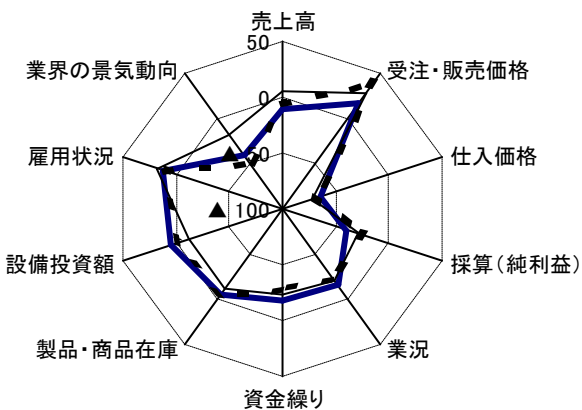 売上高
50
業界の景気動向
受注・販売価格
0
雇用状況
▲ 50
仕入価格
▲ 100
設備投資額
採算(純利益)
製品・商品在庫
業況
資金繰り